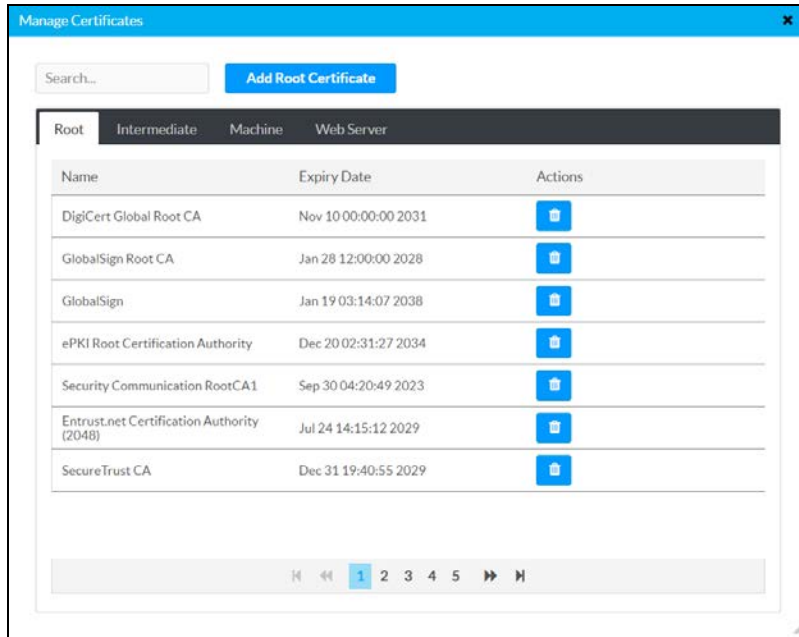 Manage Certificates
Search...
Add Root Certificate
Root Intermediate Machine Web Server
Name Expiry Date Actions
DigiCert Global Root CA Nov 10 00:00:00 2031
GlobalSign Root CA Jan 28 12:00:00 2028
GlobalSign Jan 19 03:14:07 2038
ePKI Root Certification Authority Dec 20 02:31:27 2034
Security Communication RootCA1 Sep 30 04:20:49 2023
Entrust.net Certification Authority
(2048) Jul 24 14:15:12 2029
SecureTrust CA Dec 31 19:40:55 2029
1 2 3 4 5